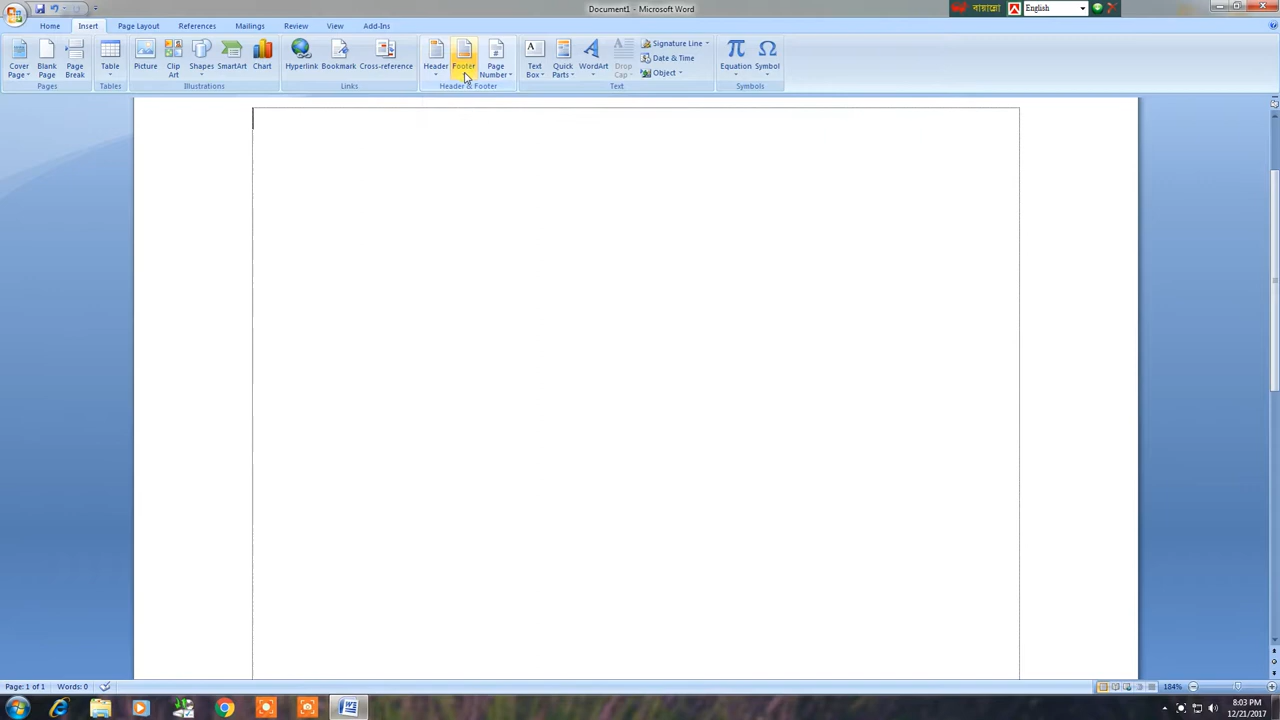 Document1 - Microsoft Word
বায়ান্নো
English
Home Insert Page Layout References Mailings Review View Add-Ins
Cover Page Blank Page Page Break
Table
Picture Clip Art Shapes SmartArt Chart
Hyperlink Bookmark Cross-reference
Header Footer Page Number
Text Box Quick Parts WordArt Drop Cap
Signature Line
Date & Time
Object
Equation Symbol
Pages Tables Illustrations Links Header & Footer Text Symbols
Page: 1 of 1 Words: 0
184%
8:03 PM
12/21/2017